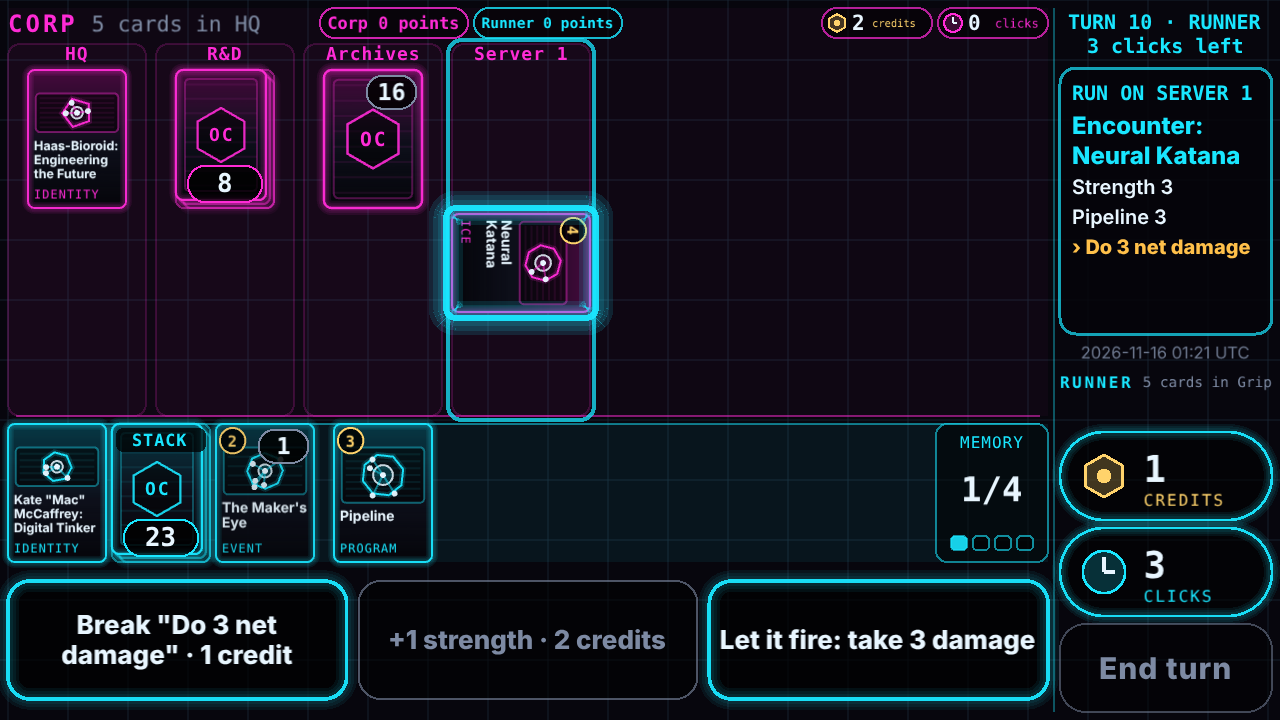 CORP 5 cards in HQ
Corp 0 points
Runner 0 points
2 credits
0 clicks
TURN 10 · RUNNER
3 clicks left
HQ
R&D
Archives
Server 1
Haas-Bioroid:
Engineering
the Future
IDENTITY
OC
8
16
OC
Neural
Katana
ICE
4
RUN ON SERVER 1
Encounter:
Neural Katana
Strength 3
Pipeline 3
› Do 3 net damage
2026-11-16 01:21 UTC
RUNNER 5 cards in Grip
Kate "Mac"
McCaffrey:
Digital Tinker
IDENTITY
STACK
OC
23
2
1
The Maker's
Eye
EVENT
3
Pipeline
PROGRAM
MEMORY
1/4
1
CREDITS
3
CLICKS
Break "Do 3 net
damage" · 1 credit
+1 strength · 2 credits
Let it fire: take 3 damage
End turn